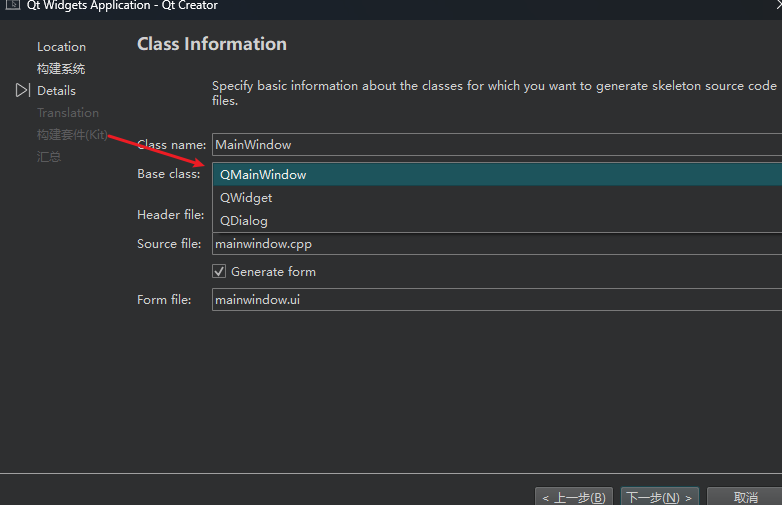 Qt Widgets Application - Qt Creator
Location
构建系统
Details
Translation
构建套件(Kit)
汇总
Class Information
Specify basic information about the classes for which you want to generate skeleton source code
files.
Class name: MainWindow
Base class: QMainWindow
QWidget
Header file:
QDialog
Source file: mainwindow.cpp
Generate form
Form file: mainwindow.ui
< 上一步(B)
下一步(N) >
取消